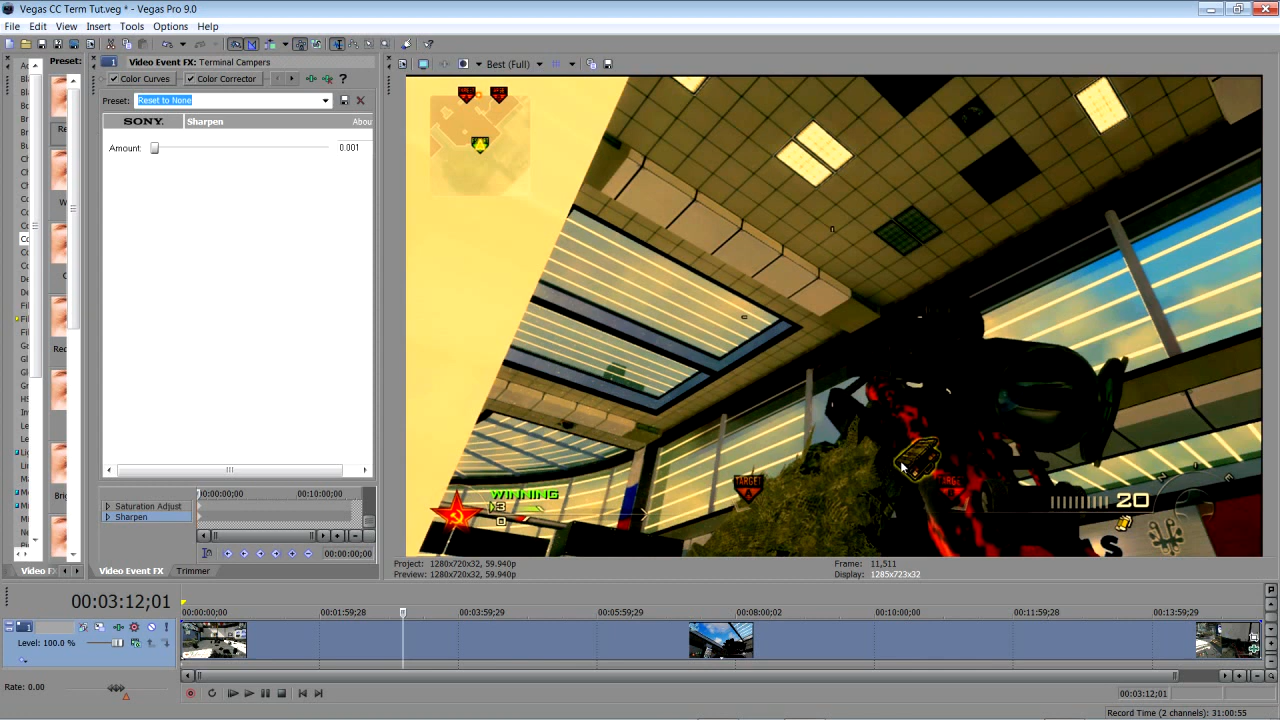 Vegas CC Term Tut.veg * - Vegas Pro 9.0
File Edit View Insert Tools Options Help
Preset:
Video Event FX: Terminal Campers
Color Curves Color Corrector
Preset: Reset to None
SONY. Sharpen Abou
Amount: 0.001
Best (Full)
WINNING
3
0
TARGET
TARGET
20
00:00:00;00 00:10:00;00
Saturation Adjust
Sharpen
00:00:00;00
Video F Video Event FX Trimmer
Project: 1280x720x32, 59.940p
Preview: 1280x720x32, 59.940p
Frame: 11,511
Display: 1285x723x32
00:03:12;01
00:00:00;00 00:01:59;28 00:03:59;29 00:05:59;29 00:08:00;02 00:10:00;00 00:11:59;28 00:13:59;29
1
Level: 100.0 %
Rate: 0.00
00:03:12;01
Record Time (2 channels): 31:00:55